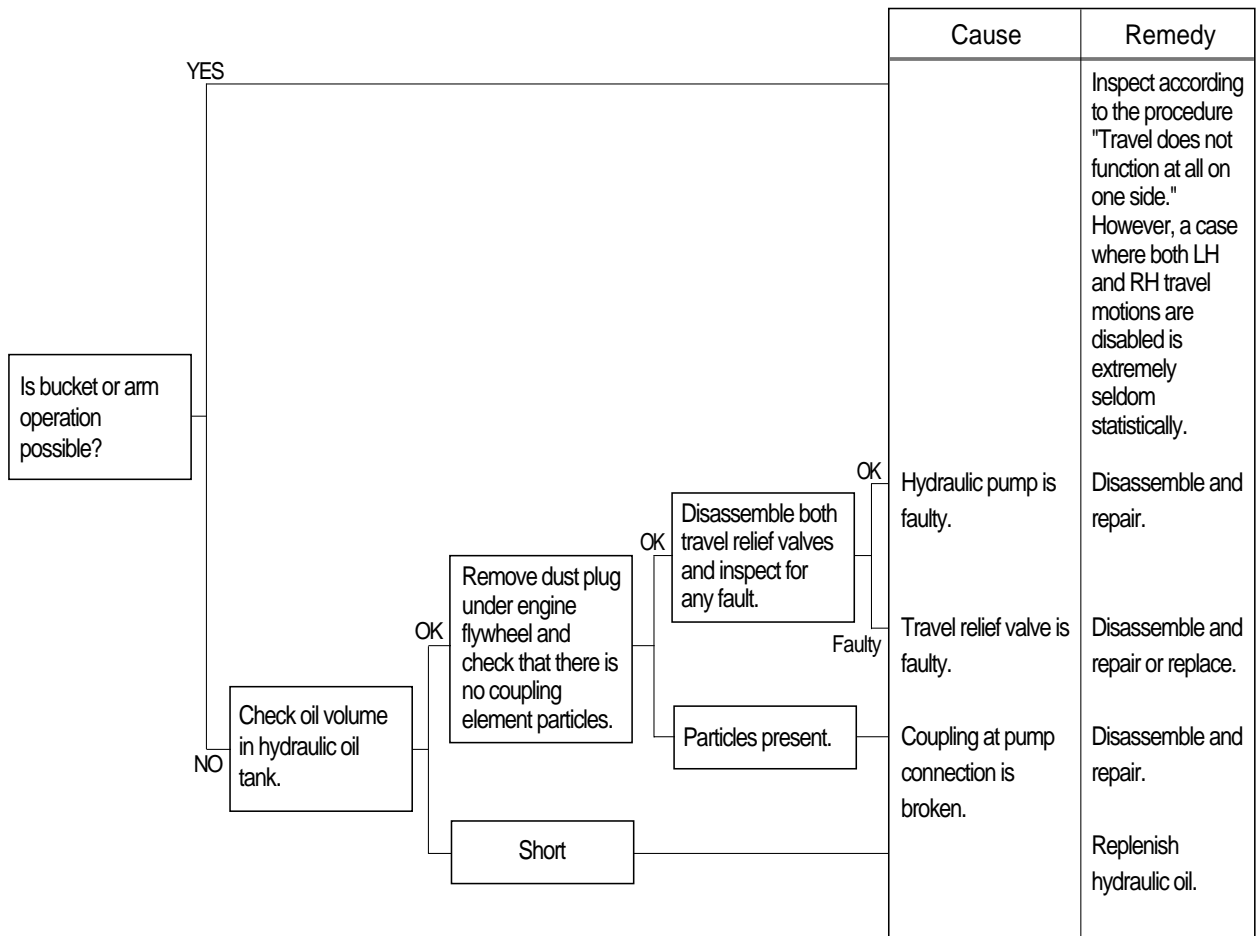 Cause
Remedy
YES
Inspect according
to the procedure
"Travel does not
function at all on
one side."
However, a case
where both LH
and RH travel
motions are
disabled is
extremely
seldom
statistically.
Is bucket or arm
operation
possible?
NO
Check oil volume
in hydraulic oil
tank.
OK
Remove dust plug
under engine
flywheel and
check that there is
no coupling
element particles.
OK
Disassemble both
travel relief valves
and inspect for
any fault.
OK
Hydraulic pump is
faulty.
Disassemble and
repair.
Faulty
Travel relief valve is
faulty.
Disassemble and
repair or replace.
Particles present.
Coupling at pump
connection is
broken.
Disassemble and
repair.
Short
Replenish
hydraulic oil.